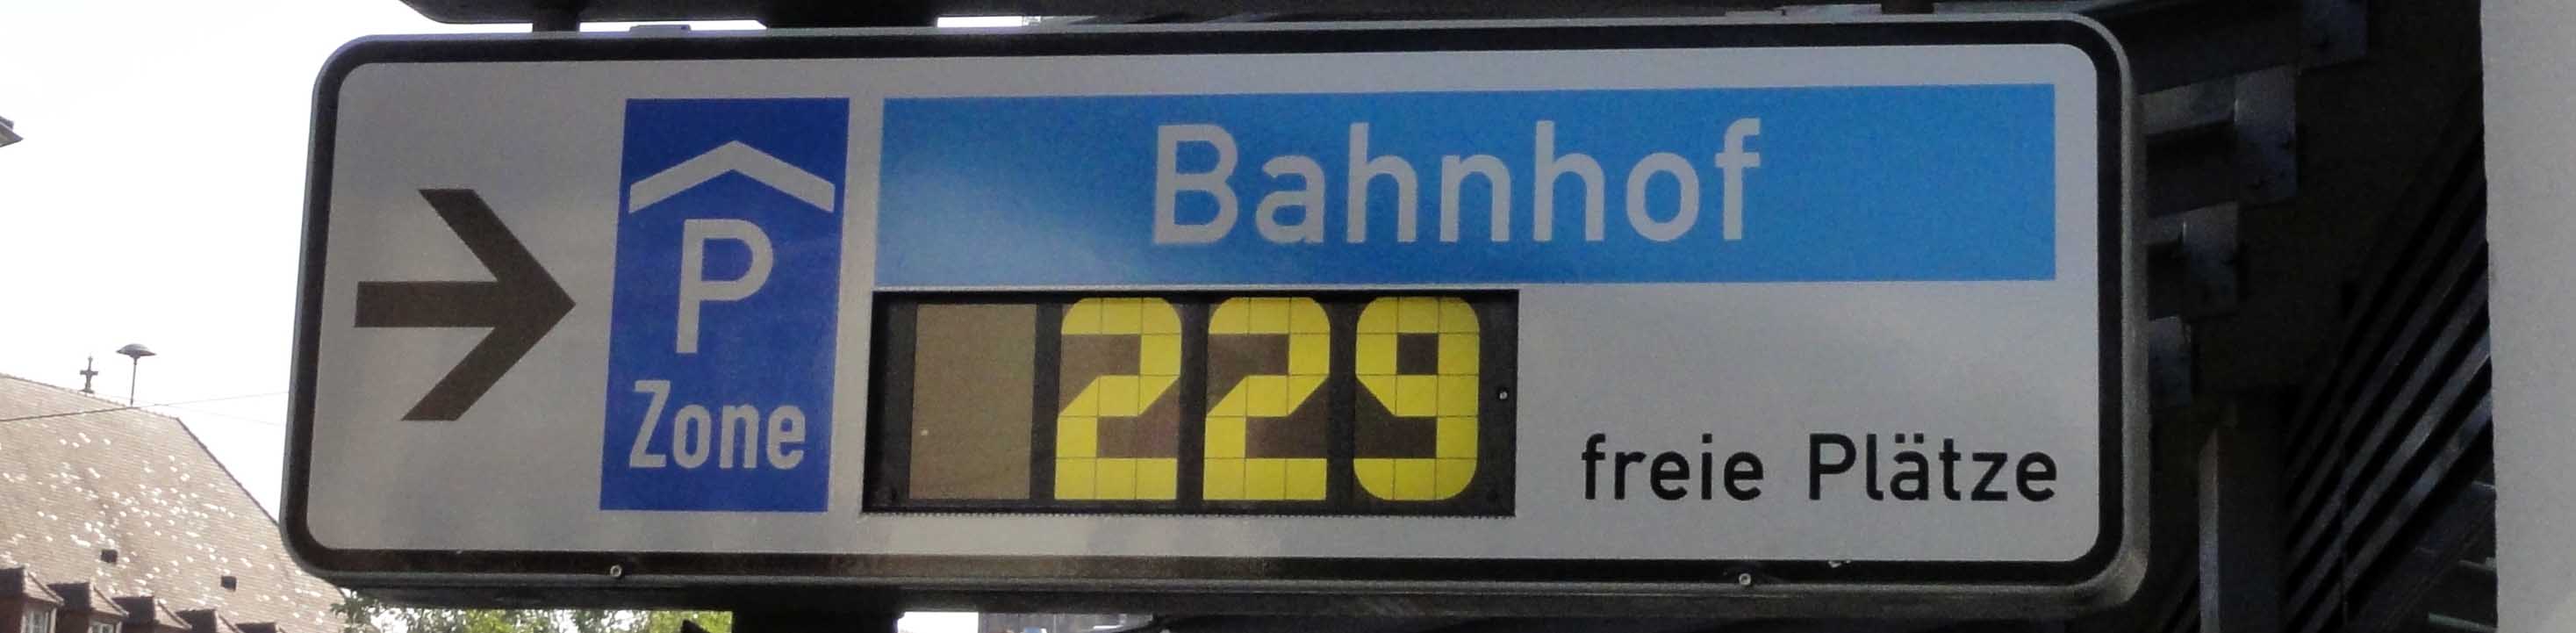 P
Zone
Bahnhof
229
freie Plätze